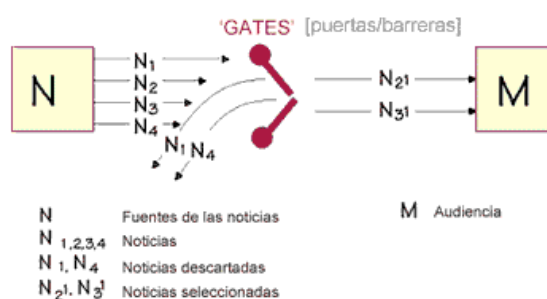 'GATES' [puertas/barreras]
N
N₁
N₂
N₃
N₄
N₁ N₄
N₂1
N₃1
M
N Fuentes de las noticias
N 1,2,3,4 Noticias
N₁, N₄ Noticias descartadas
N₂1, N₃1 Noticias seleccionadas
M Audiencia